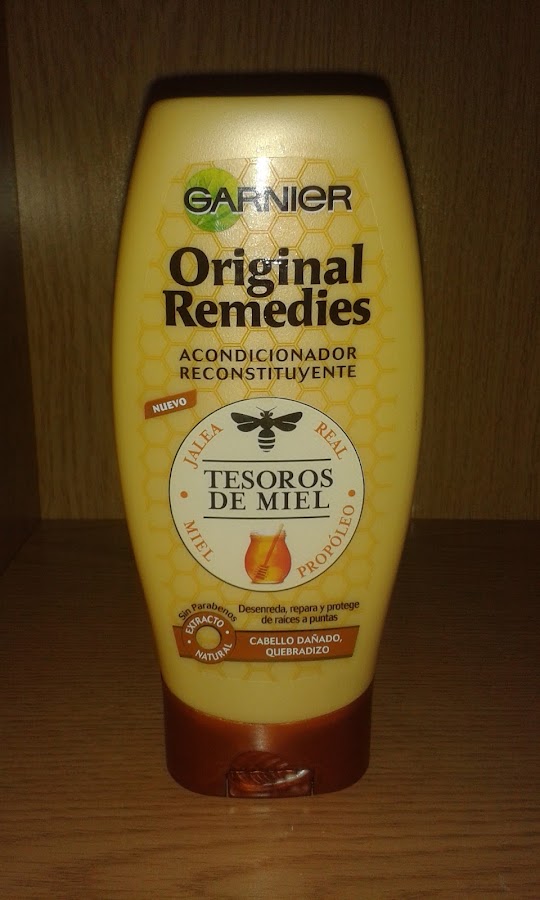 GARNIER
Original
Remedies
ACONDICIONADOR
RECONSTITUYENTE
NUEVO
JALEA REAL
TESOROS
DE MIEL
MIEL
PROPÓLEO
Sin Parabenos
EXTRACTO
NATURAL
Desenreda, repara y protege
de raíces a puntas
CABELLO DAÑADO,
QUEBRADIZO